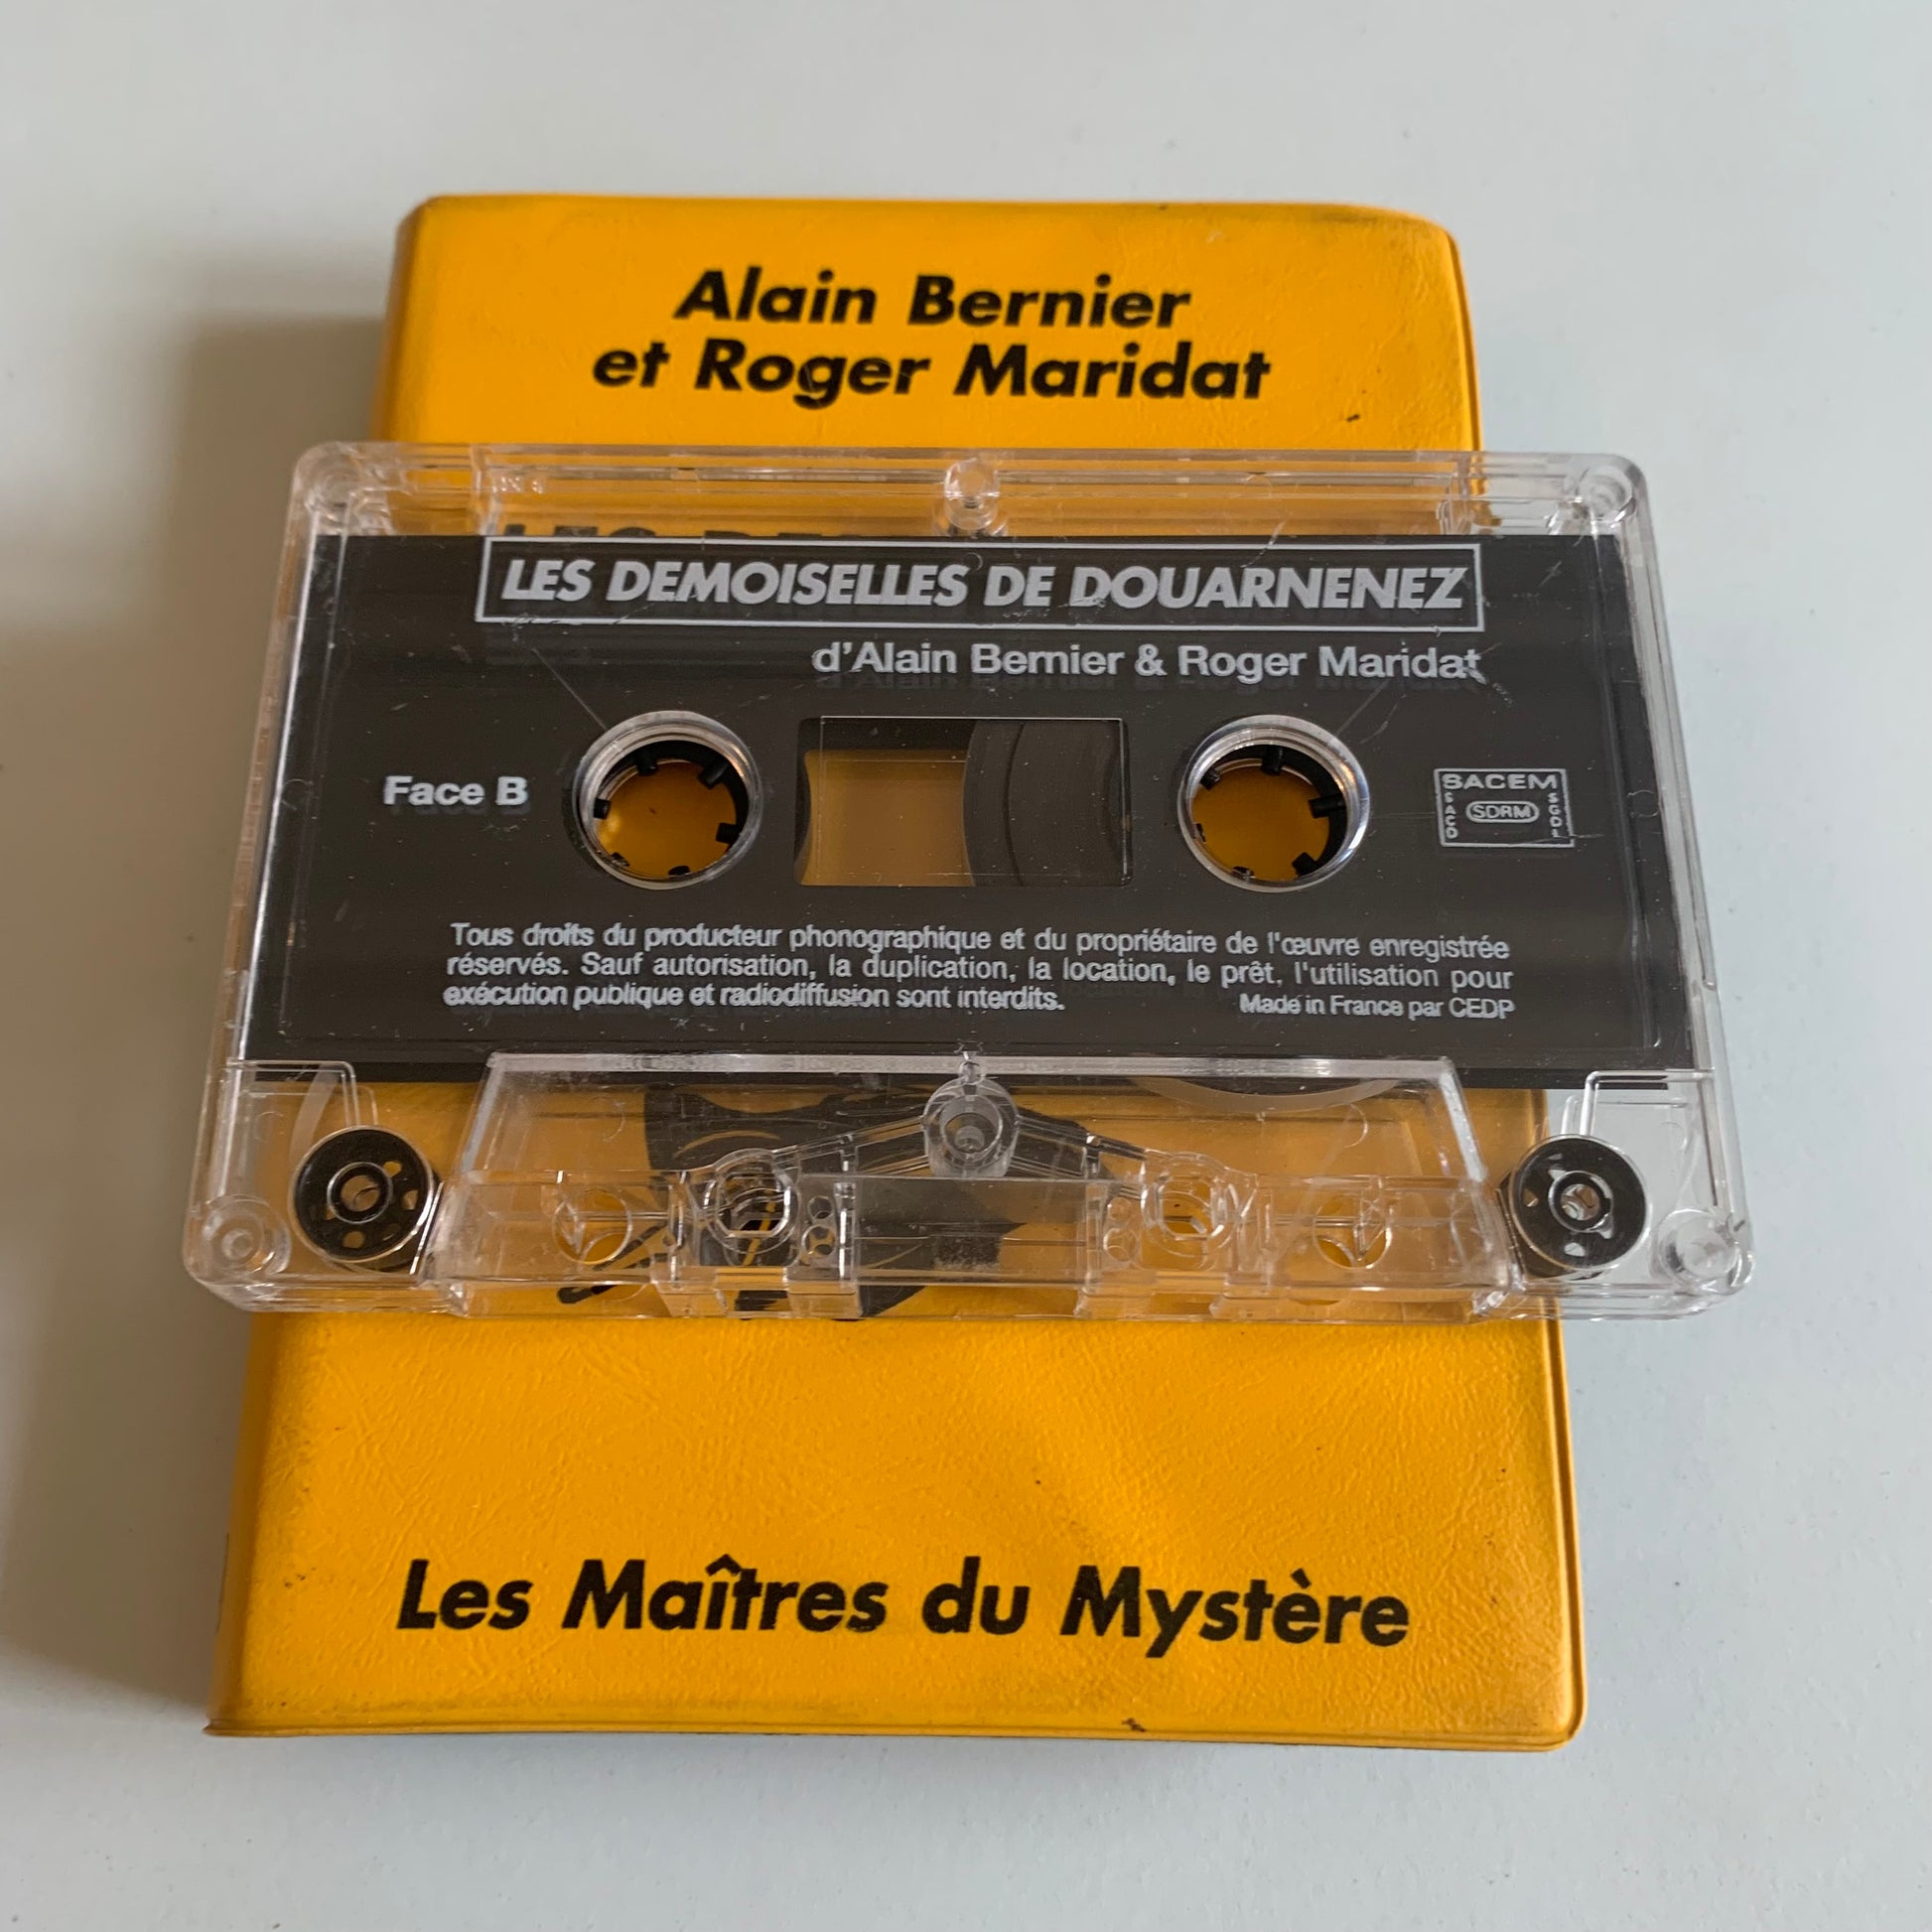 Alain Bernier
et Roger Maridat
LES DEMOISELLES DE DOUARNENEZ
d'Alain Bernier & Roger Maridat
Face B
SACEM
SACD
SDRM
Tous droits du producteur phonographique et du propriétaire de l'œuvre enregistrée
réservés. Sauf autorisation, la duplication, la location, le prêt, l'utilisation pour
exécution publique et radiodiffusion sont interdits.
Made in France par CEDP
Les Maîtres du Mystère